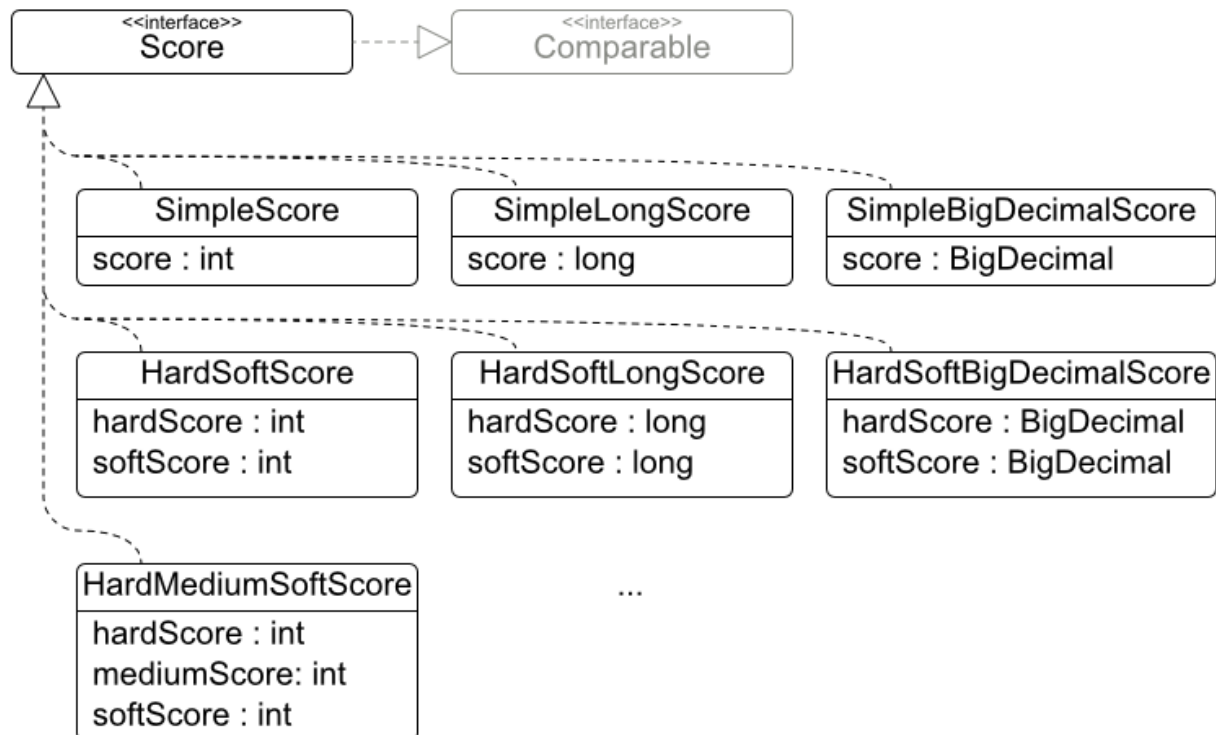 <<interface>>
Score
<<interface>>
Comparable
SimpleScore
score : int
SimpleLongScore
score : long
SimpleBigDecimalScore
score : BigDecimal
HardSoftScore
hardScore : int
softScore : int
HardSoftLongScore
hardScore : long
softScore : long
HardSoftBigDecimalScore
hardScore : BigDecimal
softScore : BigDecimal
HardMediumSoftScore
hardScore : int
mediumScore: int
softScore : int
...